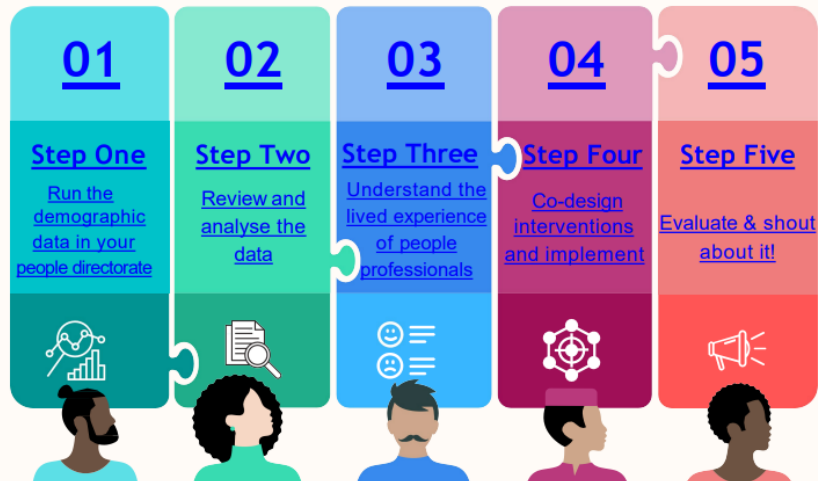 01
Step One
Run the
demographic
data in your
people directorate
02
Step Two
Review and
analyse the
data
03
Step Three
Understand the
lived experience
of people
professionals
04
Step Four
Co-design
interventions
and implement
05
Step Five
Evaluate & shout
about it!